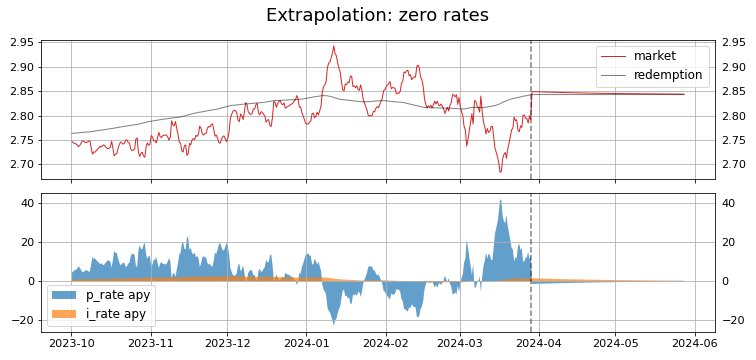 Extrapolation: zero rates
2.95 2.95
2.90 2.90
2.85 2.85
2.80 2.80
2.75 2.75
2.70 2.70
market
redemption
40 40
20 20
0 0
−20 −20
p_rate apy
i_rate apy
2023-10 2023-11 2023-12 2024-01 2024-02 2024-03 2024-04 2024-05 2024-06